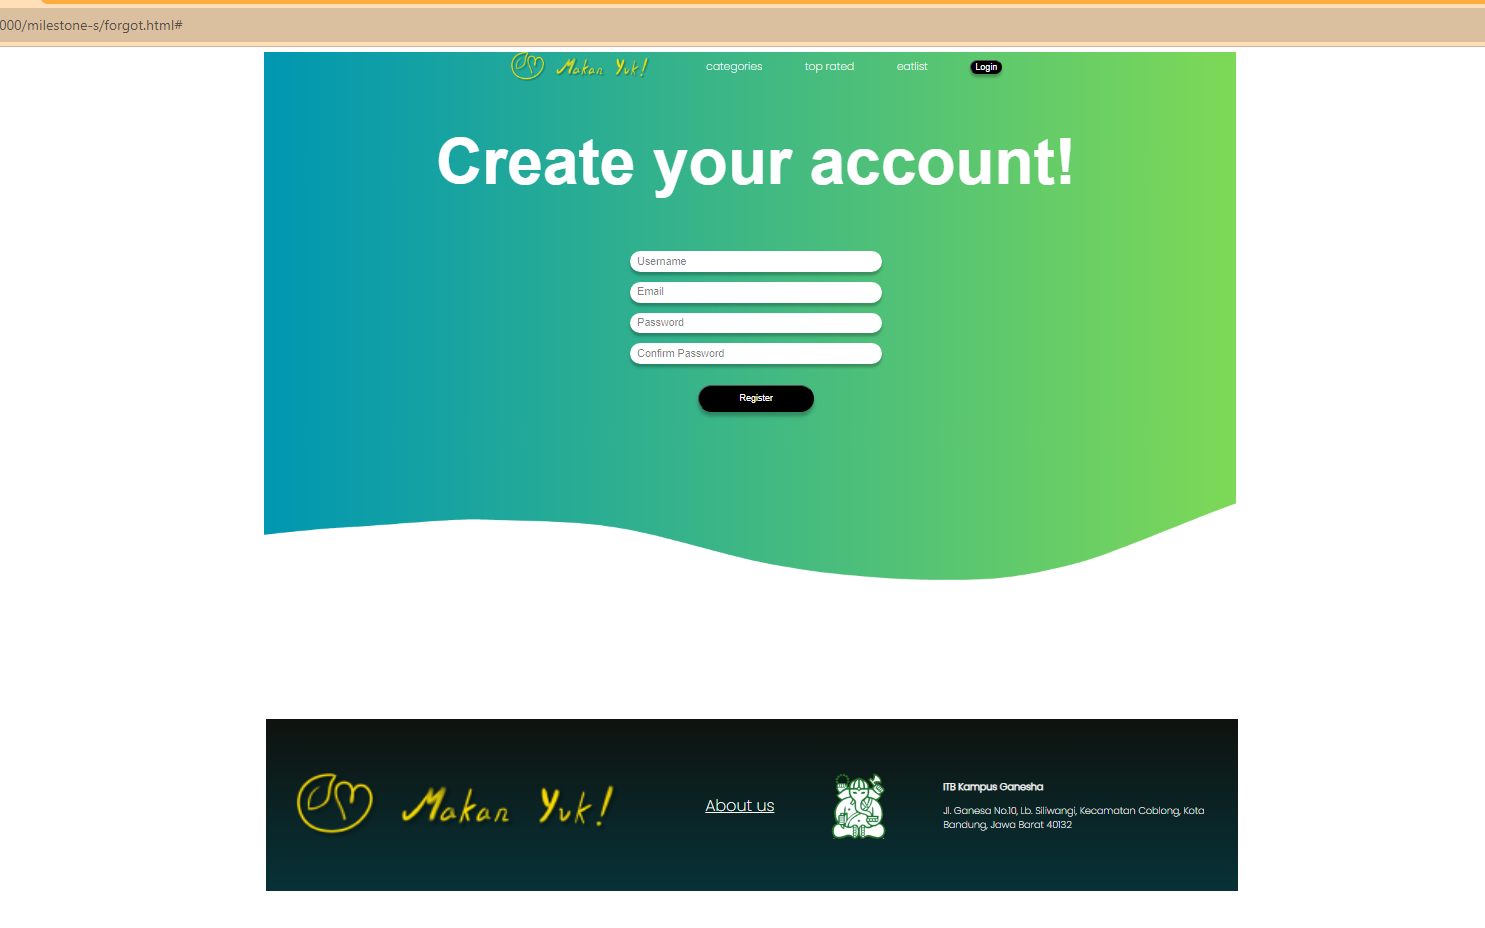 000/milestone-s/forgot.html#
Makan Yuk! categories top rated eatlist Login
Create your account!
Username
Email
Password
Confirm Password
Register
Makan Yuk!
About us
ITB Kampus Ganesha
Jl. Ganesa No.10, Lb. Siliwangi, Kecamatan Coblong, Kota
Bandung, Jawa Barat 40132